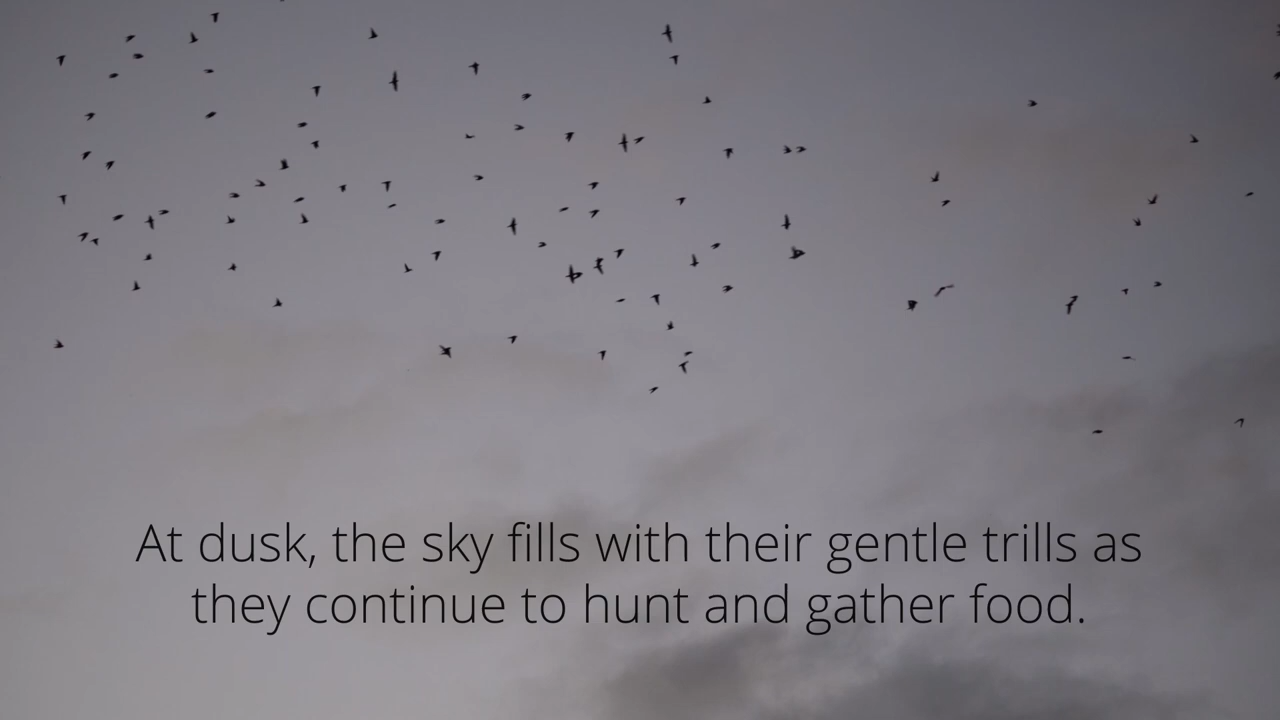 At dusk, the sky fills with their gentle trills as
they continue to hunt and gather food.